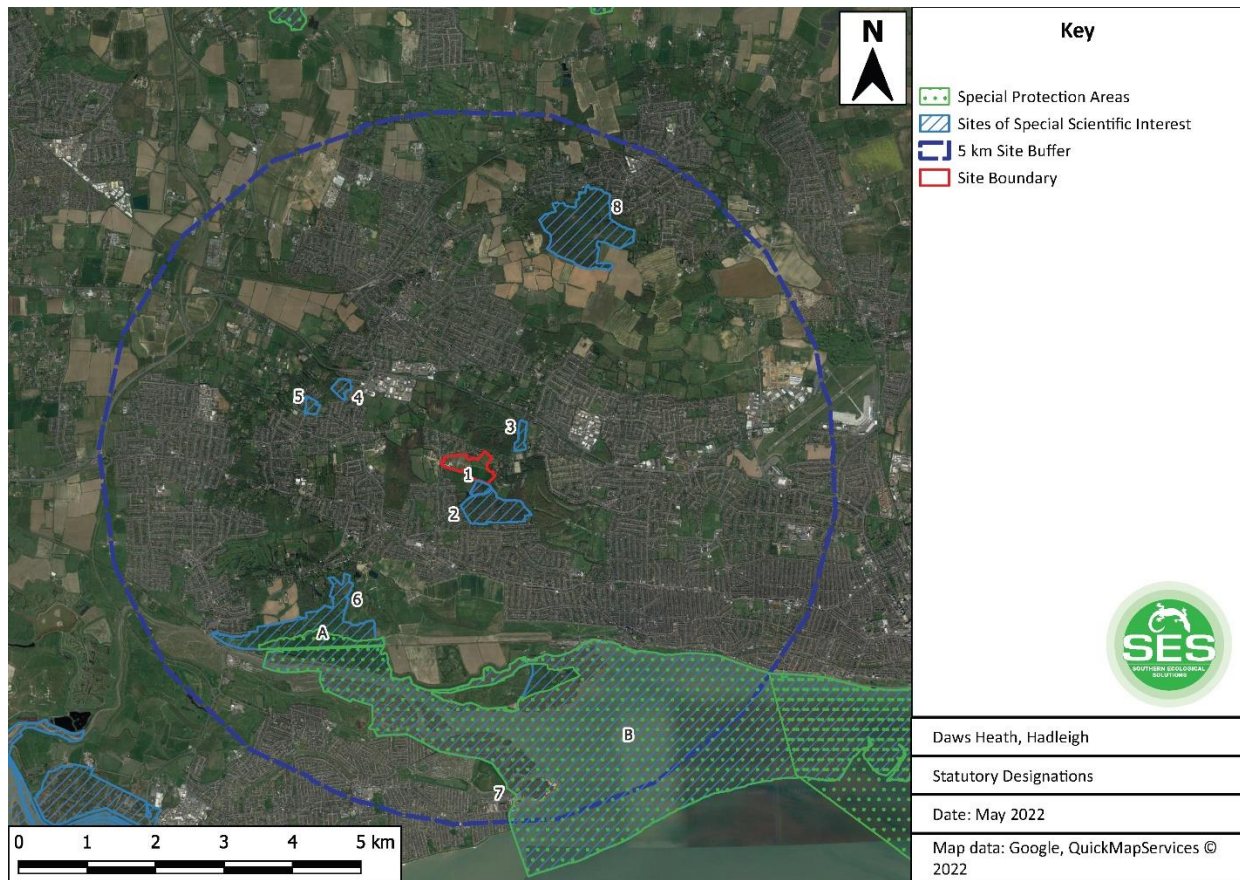 N
8
5
4
3
1
2
6
A
B
7
0 1 2 3 4 5 km
Key
Special Protection Areas
Sites of Special Scientific Interest
5 km Site Buffer
Site Boundary
SES
SOUTHERN ECOLOGICAL
SOLUTIONS
Daws Heath, Hadleigh
Statutory Designations
Date: May 2022
Map data: Google, QuickMapServices ©
2022